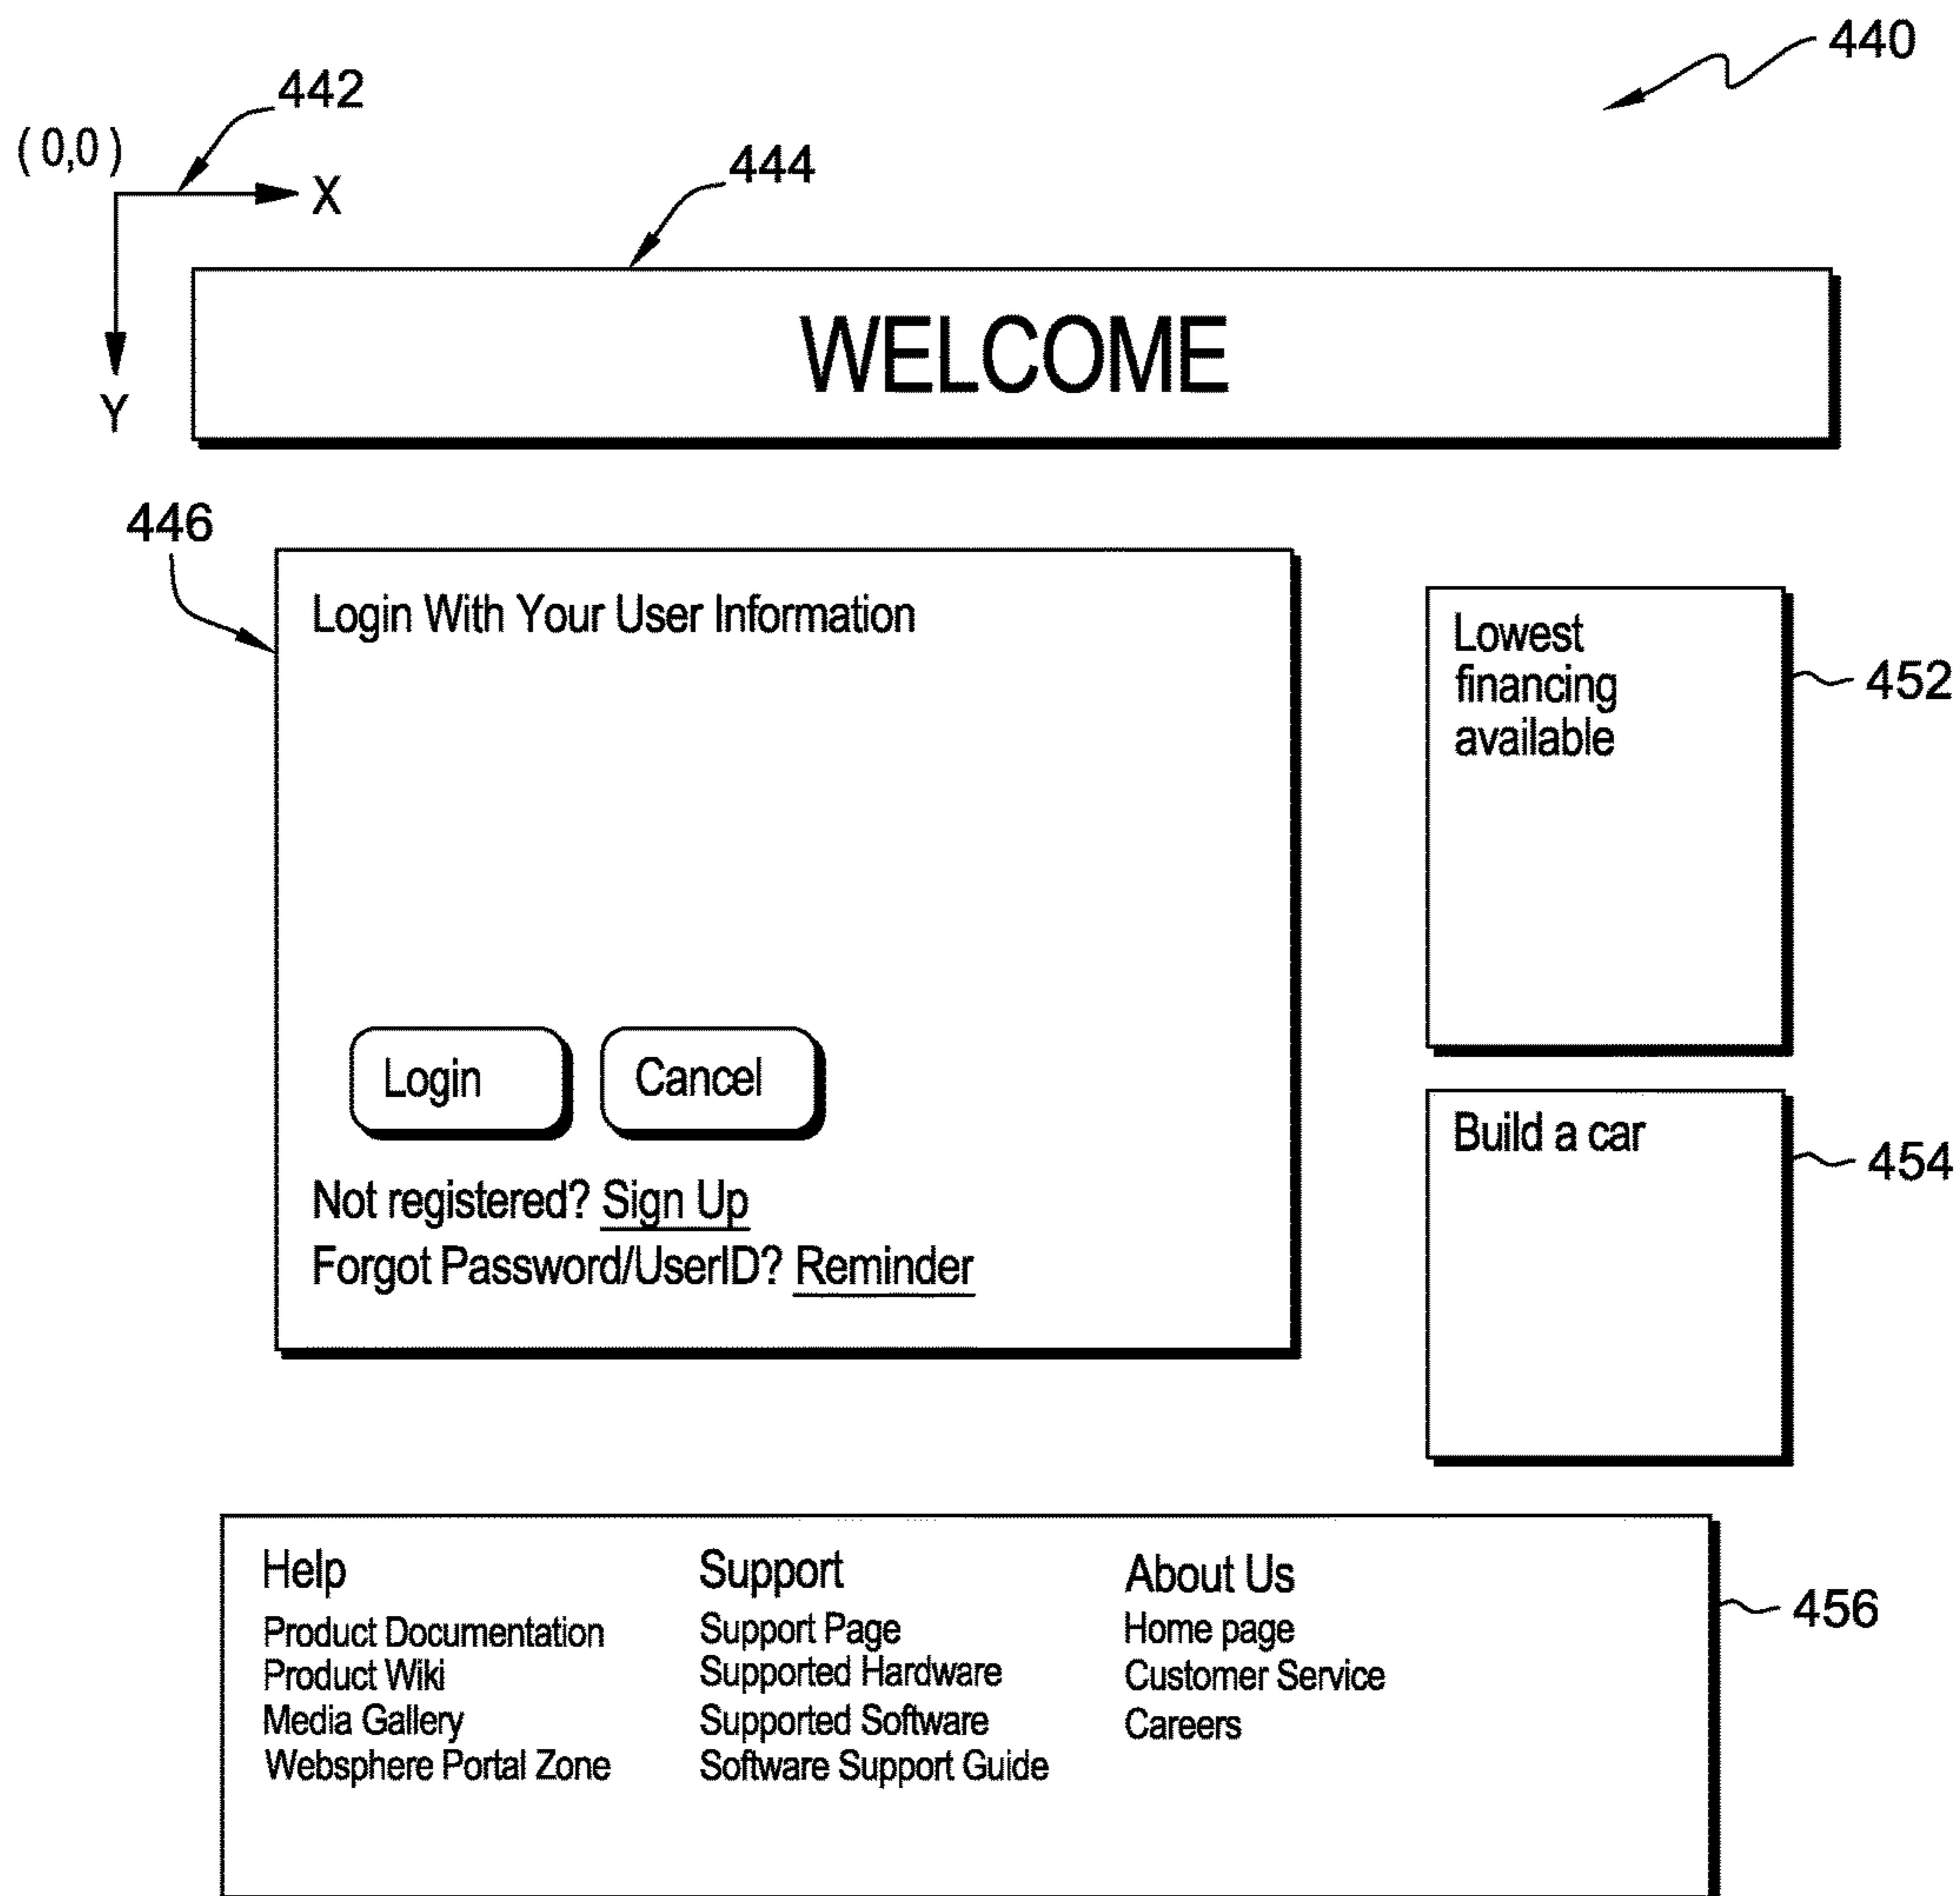 440
442
( 0,0 )
X
444
Y
WELCOME
446
Login With Your User Information
Lowest
financing
available
452
Login
Cancel
Build a car
454
Not registered? Sign Up
Forgot Password/UserID? Reminder
Help
Product Documentation
Product Wiki
Media Gallery
Websphere Portal Zone
Support
Support Page
Supported Hardware
Supported Software
Software Support Guide
About Us
Home page
Customer Service
Careers
456